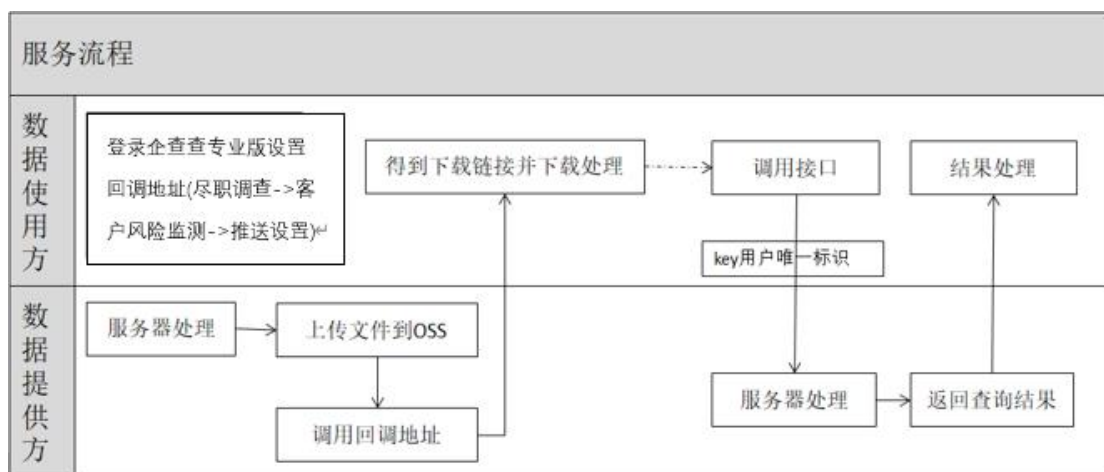 服务流程
数据使用方
登录企查查专业版设置
回调地址(尽职调查->客
户风险监测->推送设置)↵
得到下载链接并下载处理
调用接口
结果处理
key用户唯一标识
数据提供方
服务器处理
上传文件到OSS
调用回调地址
服务器处理
返回查询结果